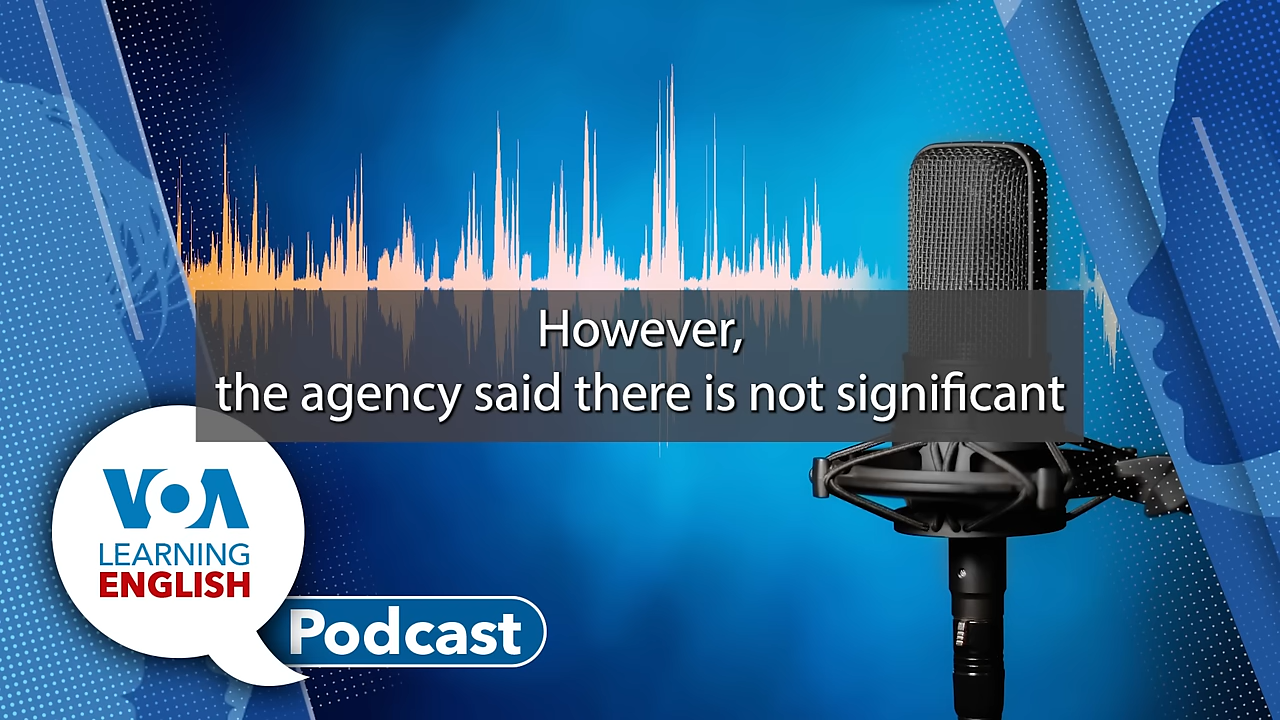 However,
the agency said there is not significant
VOA
LEARNING
ENGLISH
Podcast